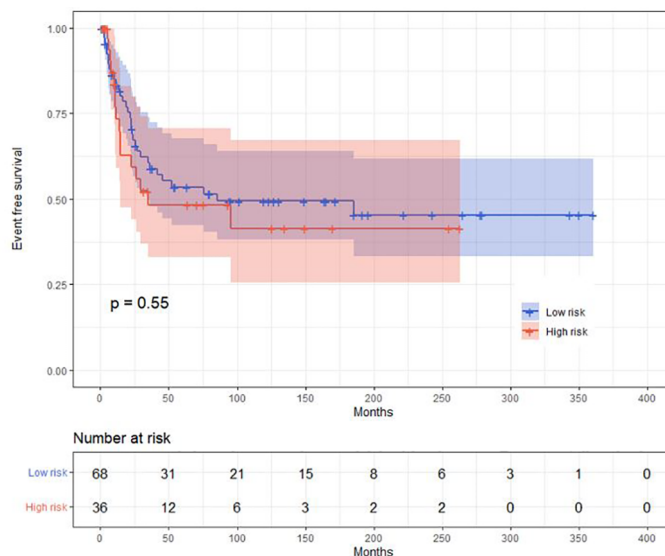 1.00
0.75
Event free survival
0.50
0.25
p = 0.55
Low risk
High risk
0.00
0 50 100 150 200 250 300 350 400
Months
Number at risk
Low risk 68 31 21 15 8 6 3 1 0
High risk 36 12 6 3 2 2 0 0 0
0 50 100 150 200 250 300 350 400
Months